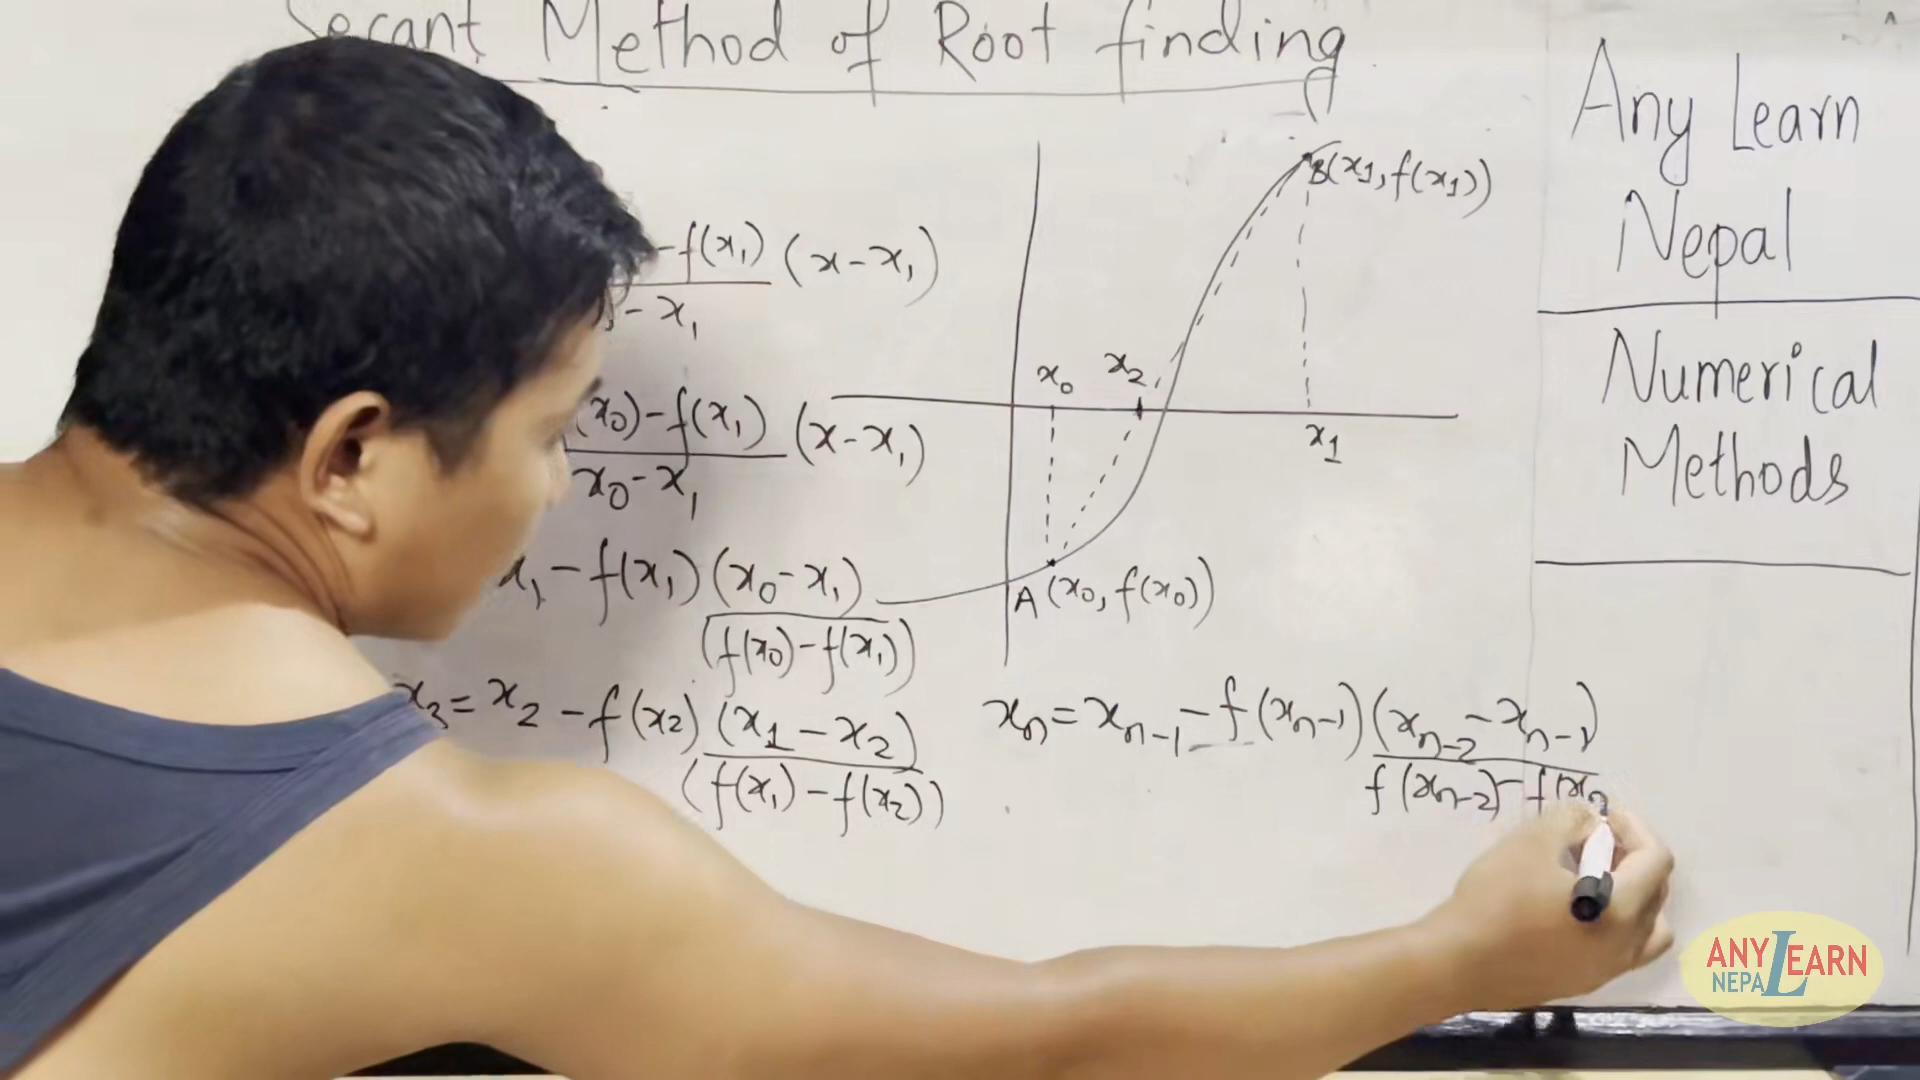 Secant Method of Root finding
- f(x₁) (x - x₁)
- x₁
(x₀) - f(x₁) (x - x₁)
x₀ - x₁
x₁ - f(x₁) (x₀ - x₁)
(f(x₀) - f(x₁))
x₃ = x₂ - f(x₂) (x₁ - x₂)
(f(x₁) - f(x₂))
B(x₁, f(x₁))
x₀ x₂
x₁
A (x₀, f(x₀))
xₙ = xₙ₋₁ - f(xₙ₋₁) (xₙ₋₂ - xₙ₋₁)
f(xₙ₋₂) - f(xₙ
Any Learn
Nepal
Numerical
Methods
ANY LEARN
NEPAL